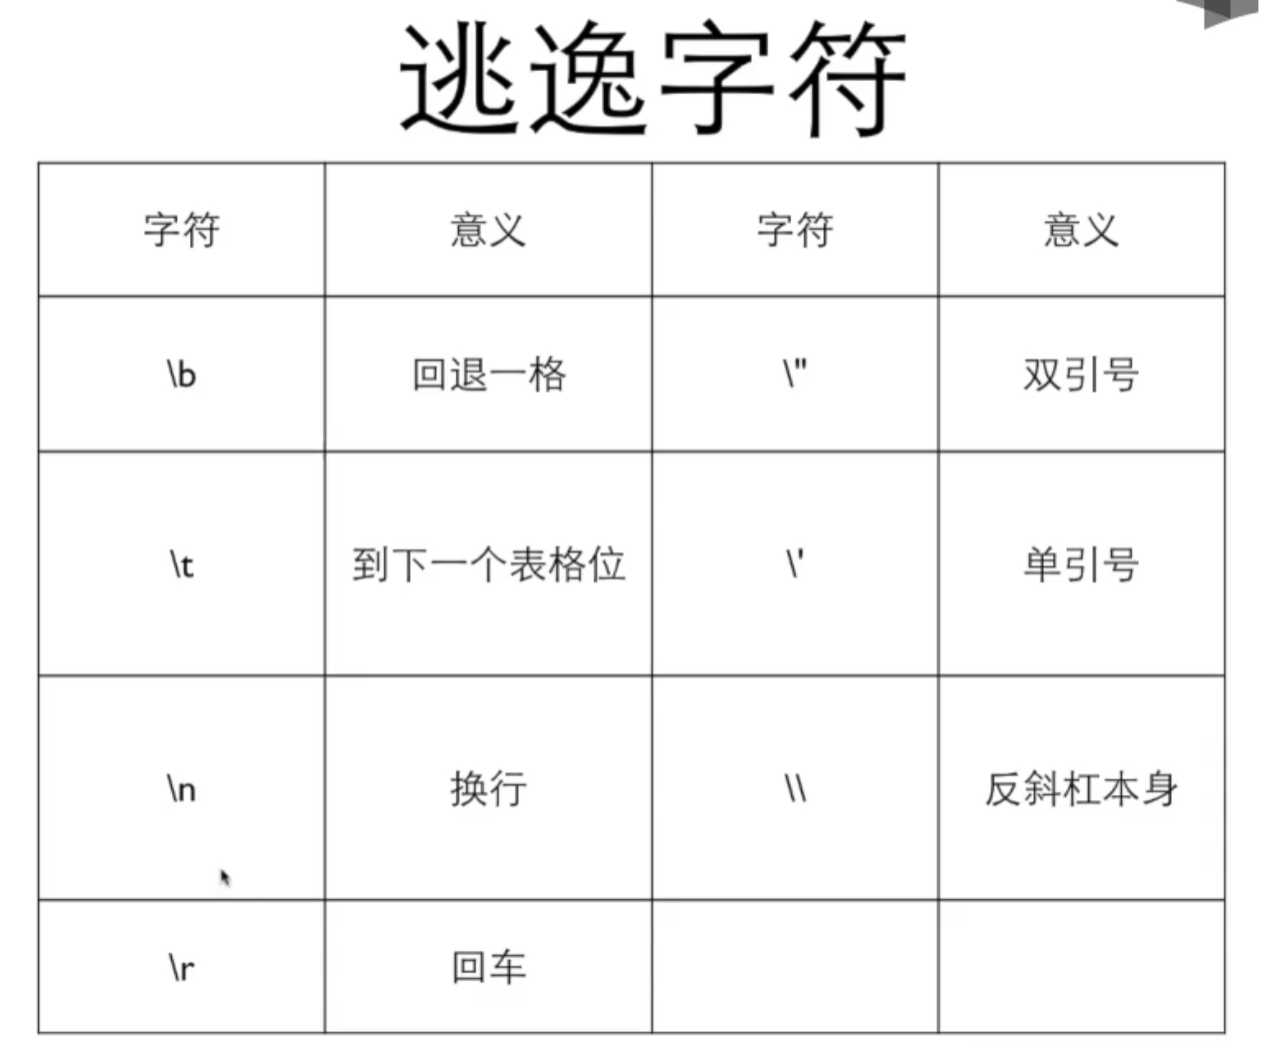 逃逸字符
字符 意义 字符 意义
\b 回退一格 \" 双引号
\t 到下一个表格位 \' 单引号
\n 换行 \\ 反斜杠本身
\r 回车